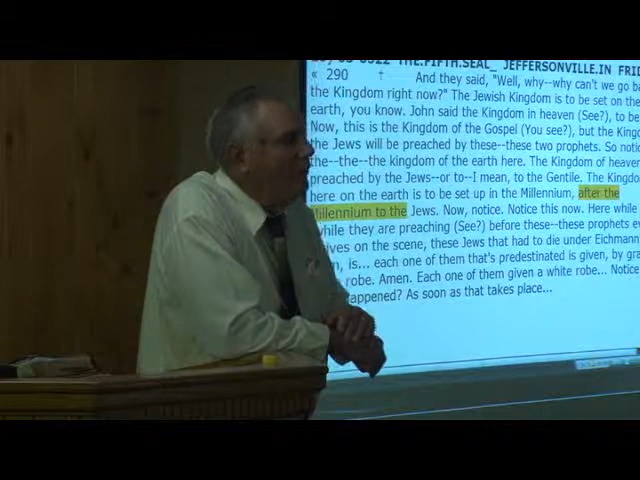 0322 THE.FIFTH.SEAL_ JEFFERSONVILLE.IN FRI
« 290 † And they said, "Well, why--why can't we go ba
the Kingdom right now?" The Jewish Kingdom is to be set on the
earth, you know. John said the Kingdom in heaven (See?), to be
Now, this is the Kingdom of the Gospel (You see?), but the King
the Jews will be preached by these--these two prophets. So noti
the--the--the kingdom of the earth here. The Kingdom of heaven
preached by the Jews--or to--I mean, to the Gentile. The Kingd
here on the earth is to be set up in the Millennium, after the
Millennium to the Jews. Now, notice. Notice this now. Here while
while they are preaching (See?) before these--these prophets ev
on the scene, these Jews that had to die under Eichmann
is... each one of them that's predestinated is given, by gra
robe. Amen. Each one of them given a white robe... Notice
appened? As soon as that takes place...